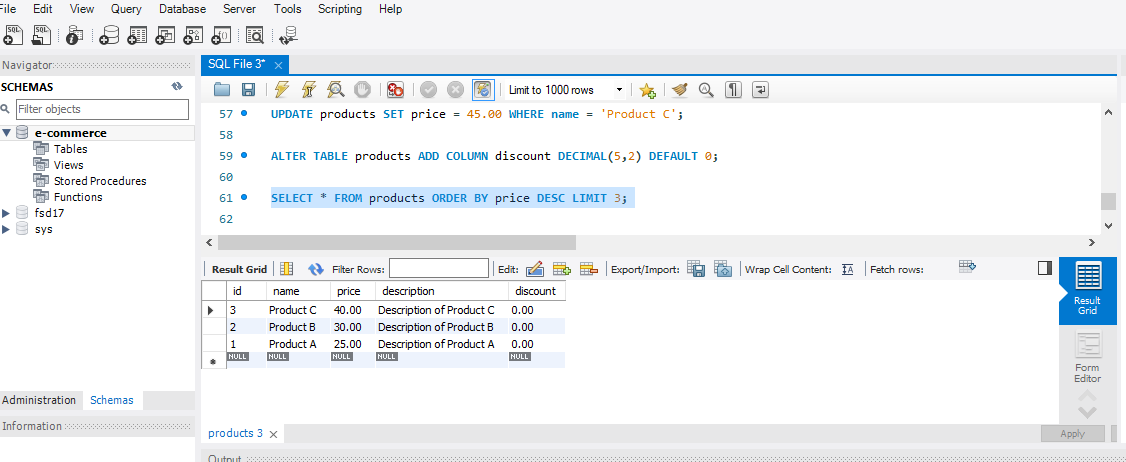 File Edit View Query Database Server Tools Scripting Help
Navigator
SQL File 3*
SCHEMAS
Filter objects
Limit to 1000 rows
e-commerce
Tables
Views
Stored Procedures
Functions
fsd17
sys
57 UPDATE products SET price = 45.00 WHERE name = 'Product C';
58
59 ALTER TABLE products ADD COLUMN discount DECIMAL(5,2) DEFAULT 0;
60
61 SELECT * FROM products ORDER BY price DESC LIMIT 3;
62
Result Grid Filter Rows: Edit: Export/Import: Wrap Cell Content: Fetch rows:
id name price description discount
3 Product C 40.00 Description of Product C 0.00
2 Product B 30.00 Description of Product B 0.00
1 Product A 25.00 Description of Product A 0.00
NULL NULL NULL NULL NULL
Result
Grid
Form
Editor
Administration Schemas
Information
products 3
Apply
Output